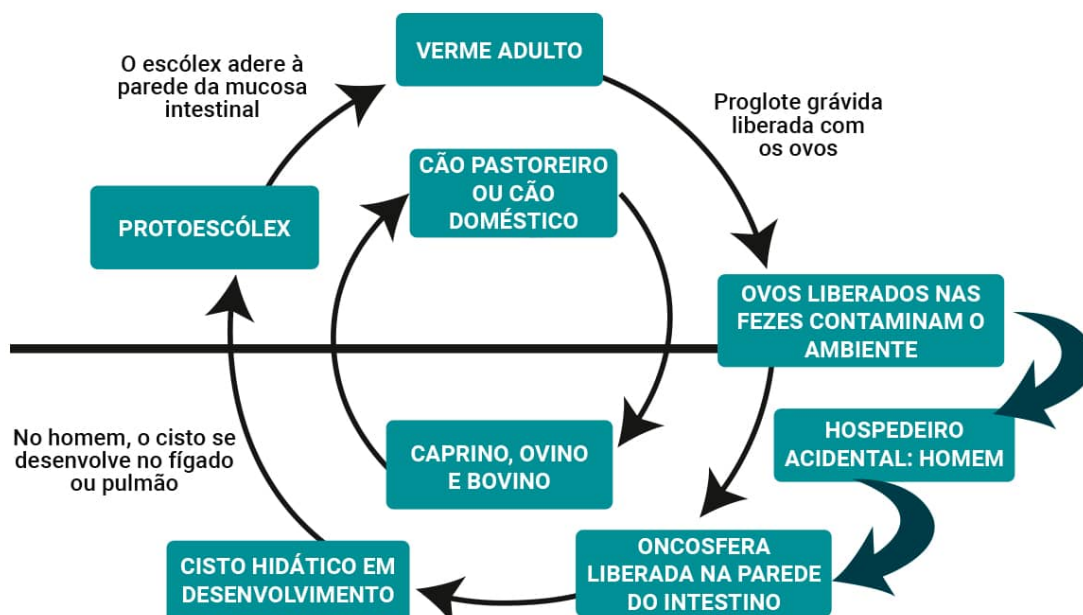 VERME ADULTO
O escólex adere à
parede da mucosa
intestinal
Proglote grávida
liberada com
os ovos
CÃO PASTOREIRO
OU CÃO
DOMÉSTICO
PROTOESCÓLEX
OVOS LIBERADOS NAS
FEZES CONTAMINAM O
AMBIENTE
No homem, o cisto se
desenvolve no fígado
ou pulmão
CAPRINO, OVINO
E BOVINO
HOSPEDEIRO
ACIDENTAL: HOMEM
CISTO HIDÁTICO EM
DESENVOLVIMENTO
ONCOSFERA
LIBERADA NA PAREDE
DO INTESTINO